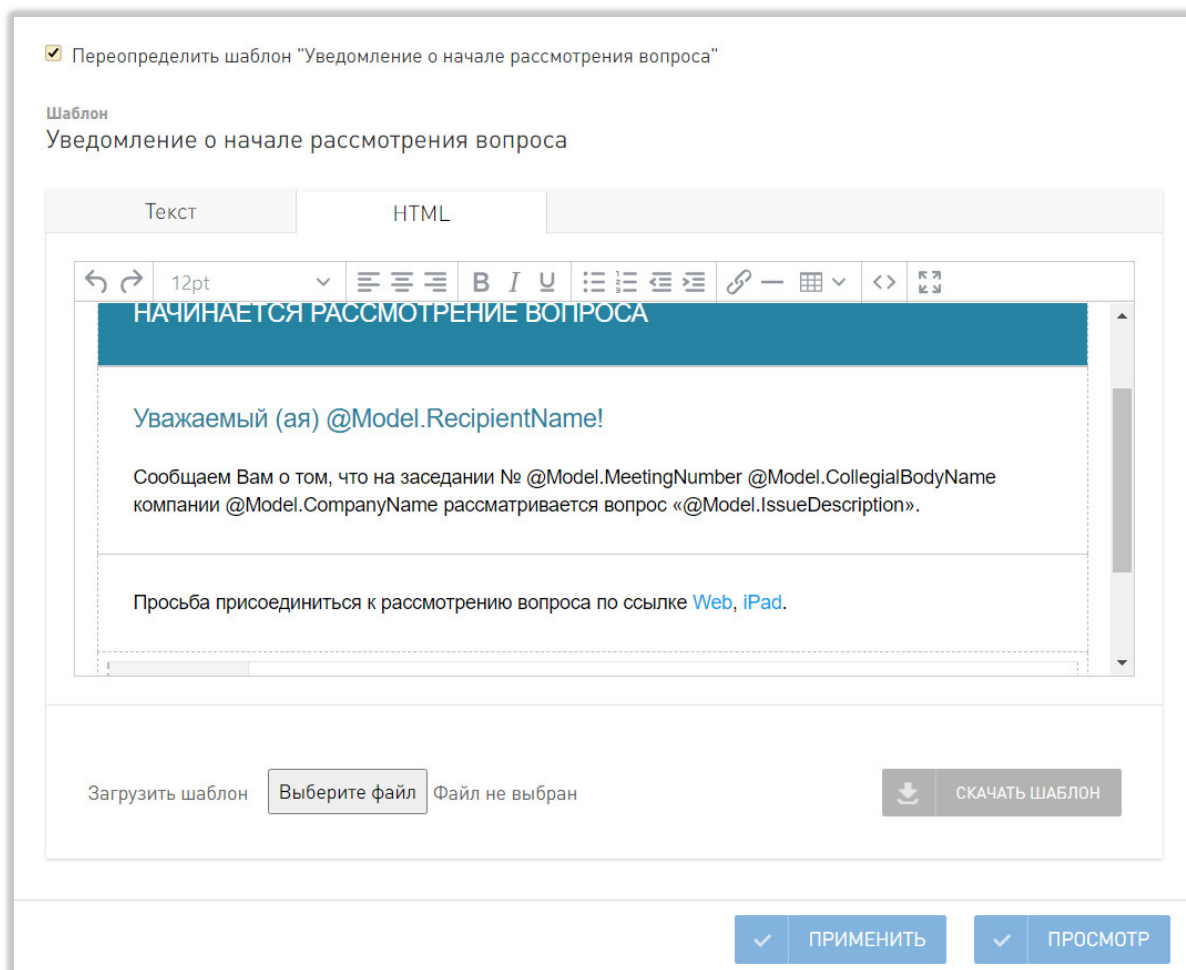 Переопределить шаблон "Уведомление о начале рассмотрения вопроса"
Шаблон
Уведомление о начале рассмотрения вопроса
Текст HTML
12pt B I U
НАЧИНАЕТСЯ РАССМОТРЕНИЕ ВОПРОСА
Уважаемый (ая) @Model.RecipientName!
Сообщаем Вам о том, что на заседании № @Model.MeetingNumber @Model.CollegialBodyName
компании @Model.CompanyName рассматривается вопрос «@Model.IssueDescription».
Просьба присоединиться к рассмотрению вопроса по ссылке Web, iPad.
Загрузить шаблон Выберите файл Файл не выбран СКАЧАТЬ ШАБЛОН
ПРИМЕНИТЬ ПРОСМОТР